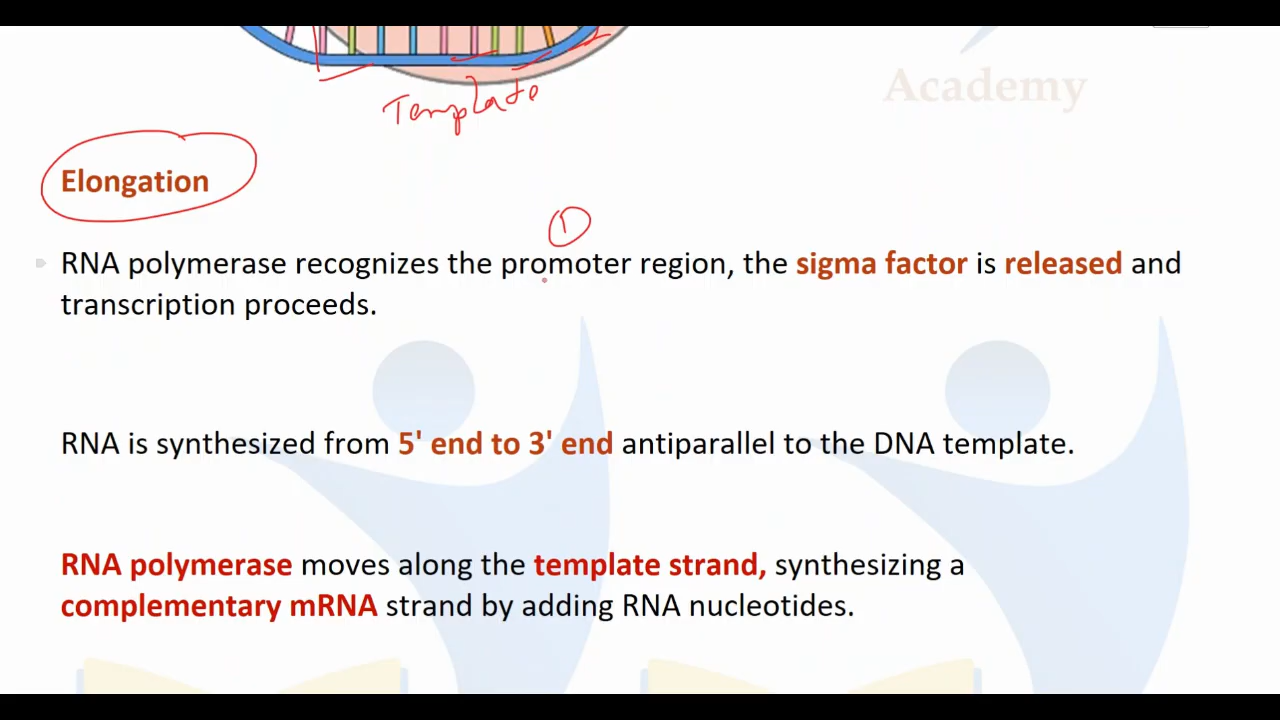 Academy
Template
Elongation
1
RNA polymerase recognizes the promoter region, the sigma factor is released and
transcription proceeds.
RNA is synthesized from 5' end to 3' end antiparallel to the DNA template.
RNA polymerase moves along the template strand, synthesizing a
complementary mRNA strand by adding RNA nucleotides.